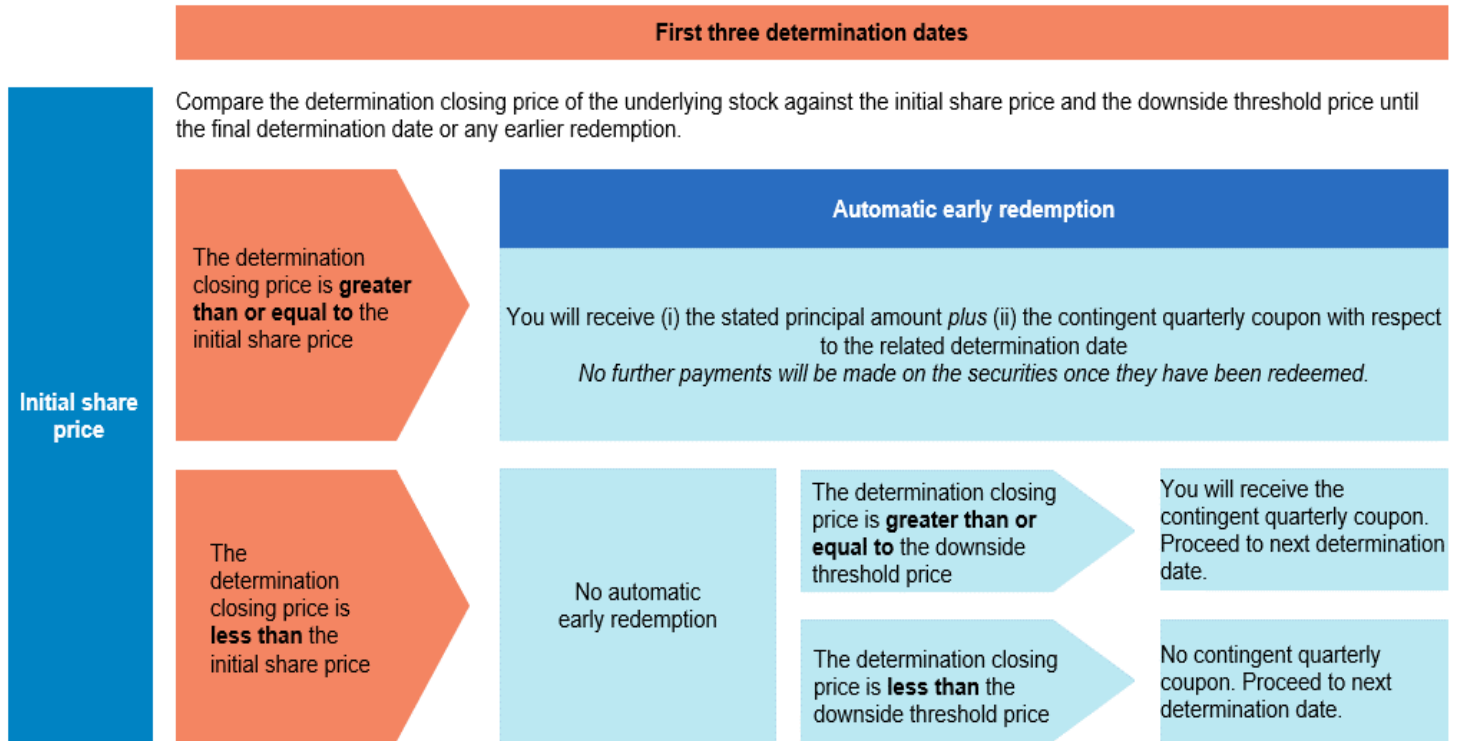 First three determination dates
Compare the determination closing price of the underlying stock against the initial share price and the downside threshold price until
the final determination date or any earlier redemption.
Initial share
price
The determination
closing price is greater
than or equal to the
initial share price
Automatic early redemption
You will receive (i) the stated principal amount plus (ii) the contingent quarterly coupon with respect
to the related determination date
No further payments will be made on the securities once they have been redeemed.
The
determination
closing price is
less than the
initial share price
No automatic
early redemption
The determination closing
price is greater than or
equal to the downside
threshold price
You will receive the
contingent quarterly coupon.
Proceed to next determination
date.
The determination closing
price is less than the
downside threshold price
No contingent quarterly
coupon. Proceed to next
determination date.